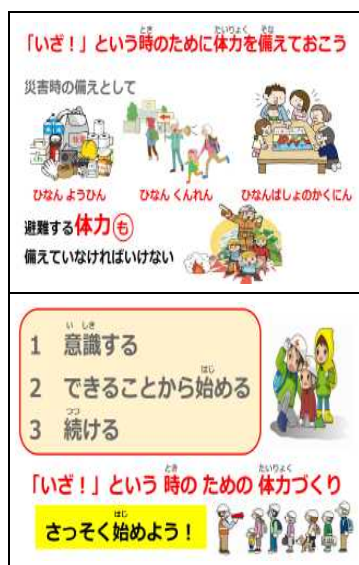 「いざ！」という時のために体力を備えておこう
災害時の備えとして
ひなん ようひん
ひなん くんれん
ひなんばしょのかくにん
避難する体力も
備えていなければいけない
1 意識する
2 できることから始める
3 続ける
「いざ！」という 時の ための 体力づくり
さっそく始めよう！